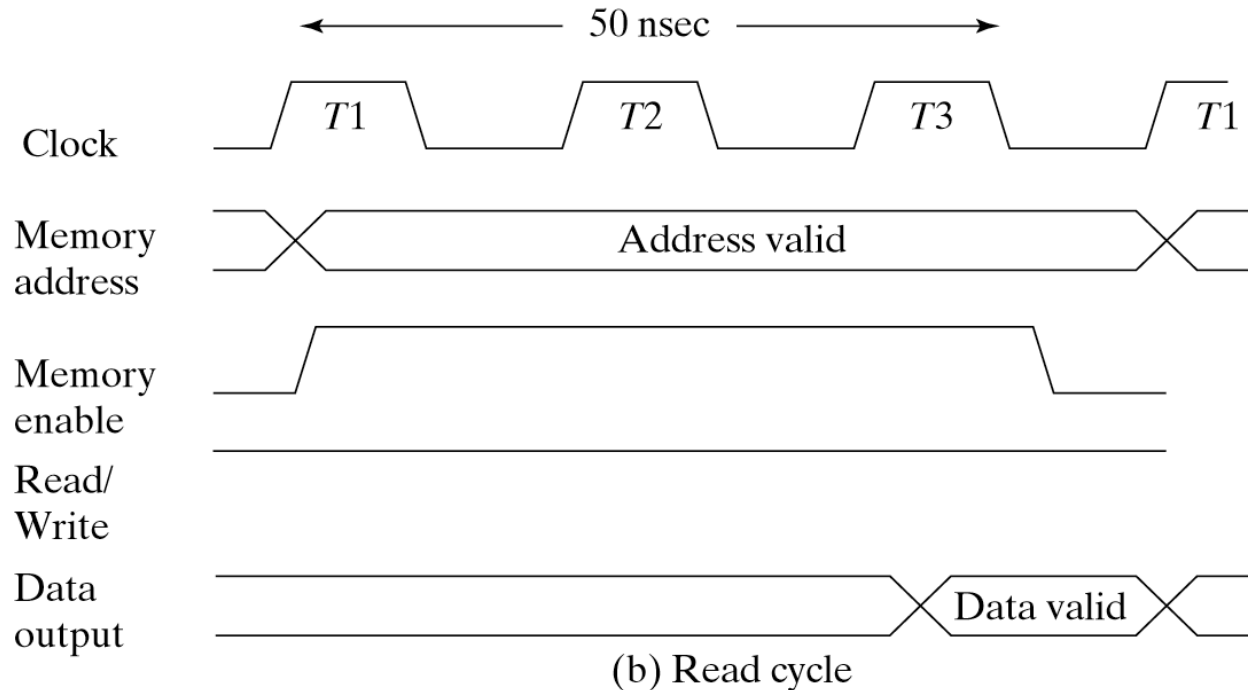 50 nsec
T1 T2 T3 T1
Clock
Memory
address
Address valid
Memory
enable
Read/
Write
Data
output
Data valid
(b) Read cycle